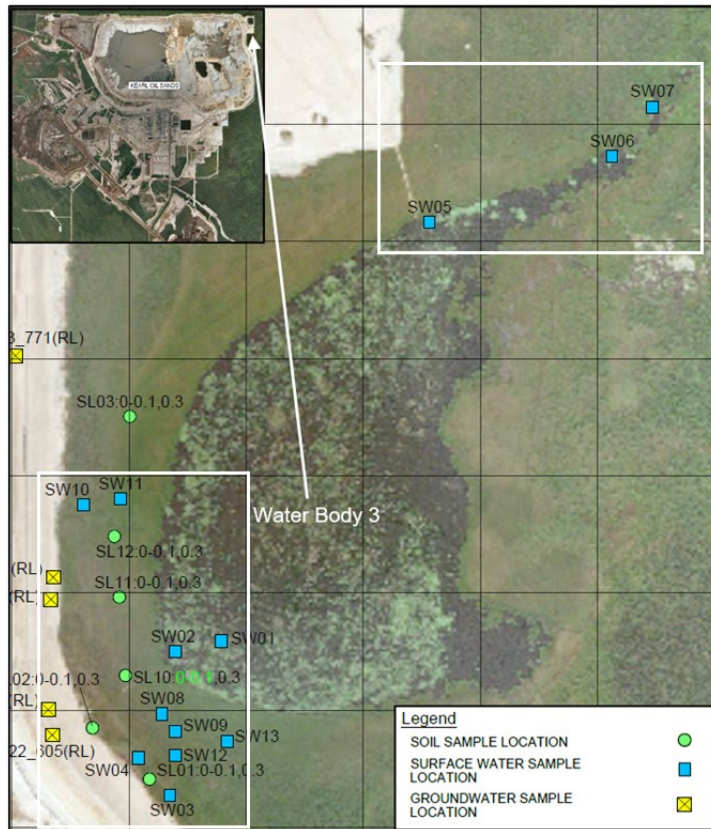 KEARL OIL SANDS
SW07
SW06
SW05
3_771(RL)
SL03:0-0.1,0.3
SW10
SW11
Water Body 3
SL12:0-0.1,0.3
(RL)
SL11:0-0.1,0.3
(RL)
SW02
SW01
SL10:0-0.1,0.3
.02:0-0.1,0.3
(RL)
SW08
SW09
SW13
22_605(RL)
SW12
SW04
SL01:0-0.1,0.3
SW03
Legend
SOIL SAMPLE LOCATION
SURFACE WATER SAMPLE
LOCATION
GROUNDWATER SAMPLE
LOCATION